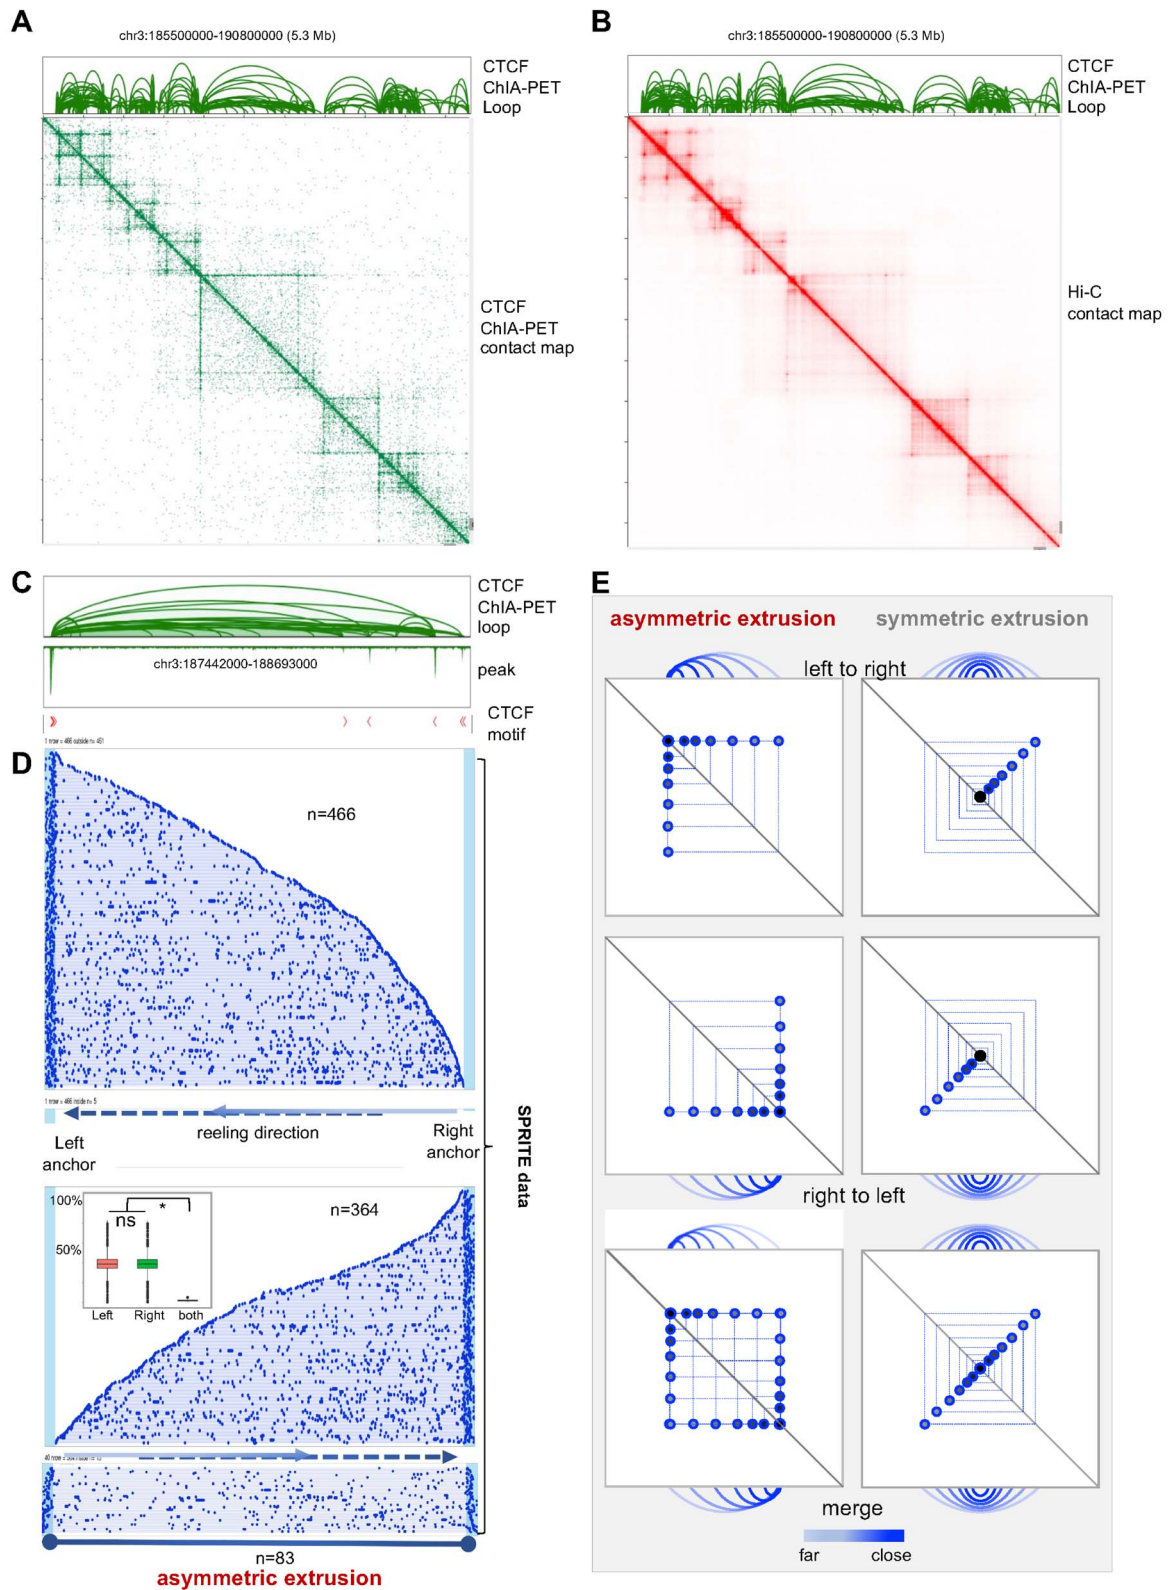 A
chr3:185500000-190800000 (5.3 Mb)
CTCF
ChIA-PET
Loop
CTCF
ChIA-PET
contact map
B
chr3:185500000-190800000 (5.3 Mb)
CTCF
ChIA-PET
Loop
Hi-C
contact map
C
CTCF
ChIA-PET
loop
chr3:187442000-188693000
peak
CTCF
motif
D
n=466
reeling direction
Left
anchor
Right
anchor
100%
50%
ns
*
Left Right both
n=364
n=83
asymmetric extrusion
SPRITE data
E
asymmetric extrusion
symmetric extrusion
left to right
right to left
merge
far close